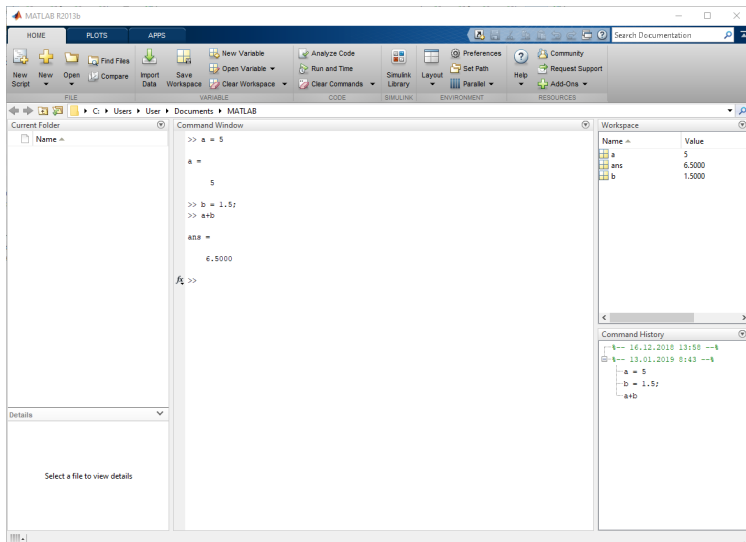 MATLAB R2013b
HOME PLOTS APPS Search Documentation
New Script New Open Find Files Compare Import Data Save Workspace New Variable Open Variable Clear Workspace Analyze Code Run and Time Clear Commands Simulink Library Layout Preferences Set Path Parallel Help Community Request Support Add-Ons
FILE VARIABLE CODE SIMULINK ENVIRONMENT RESOURCES
C: Users User Documents MATLAB
Current Folder
Name
Details
Select a file to view details
Command Window
>> a = 5
a =
5
>> b = 1.5;
>> a+b
ans =
6.5000
fx >>
Workspace
Name Value
a 5
ans 6.5000
b 1.5000
Command History
%-- 16.12.2018 13:58 --%
%-- 13.01.2019 8:43 --%
a = 5
b = 1.5;
a+b